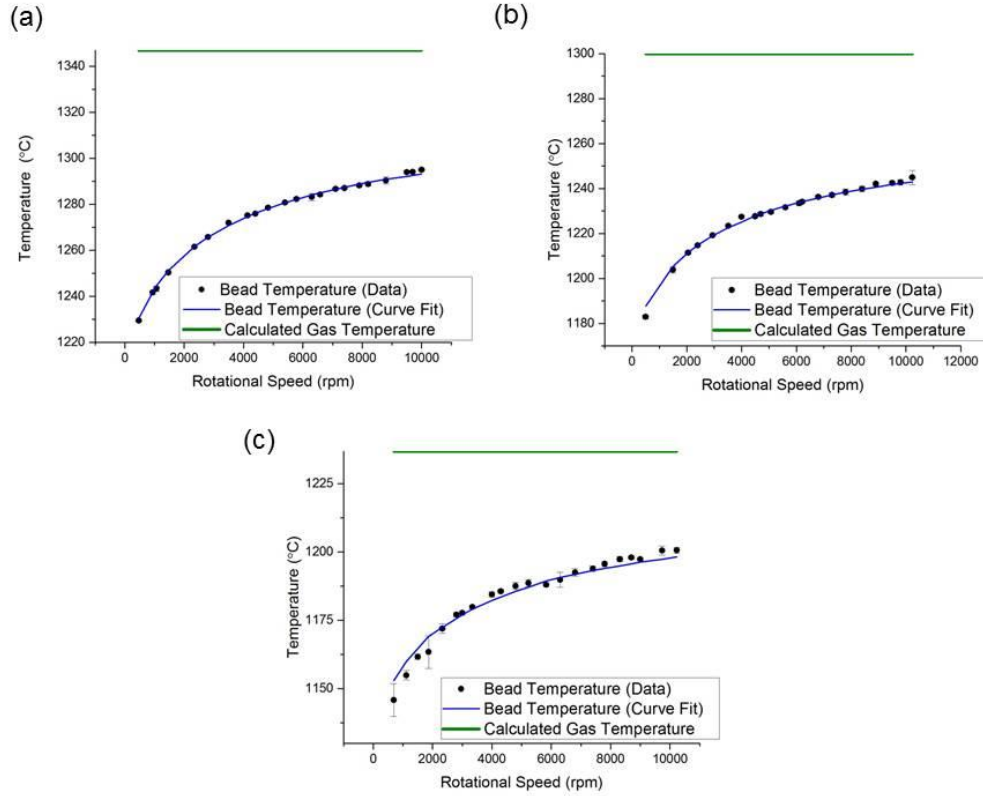 (a)
1340
1320
1300
1280
1260
1240
1220
Temperature (°C)
Bead Temperature (Data)
Bead Temperature (Curve Fit)
Calculated Gas Temperature
0 2000 4000 6000 8000 10000
Rotational Speed (rpm)
(b)
1300
1280
1260
1240
1220
1200
1180
Temperature (°C)
Bead Temperature (Data)
Bead Temperature (Curve Fit)
Calculated Gas Temperature
0 2000 4000 6000 8000 10000 12000
Rotational Speed (rpm)
(c)
1225
1200
1175
1150
Temperature (°C)
Bead Temperature (Data)
Bead Temperature (Curve Fit)
Calculated Gas Temperature
0 2000 4000 6000 8000 10000
Rotational Speed (rpm)